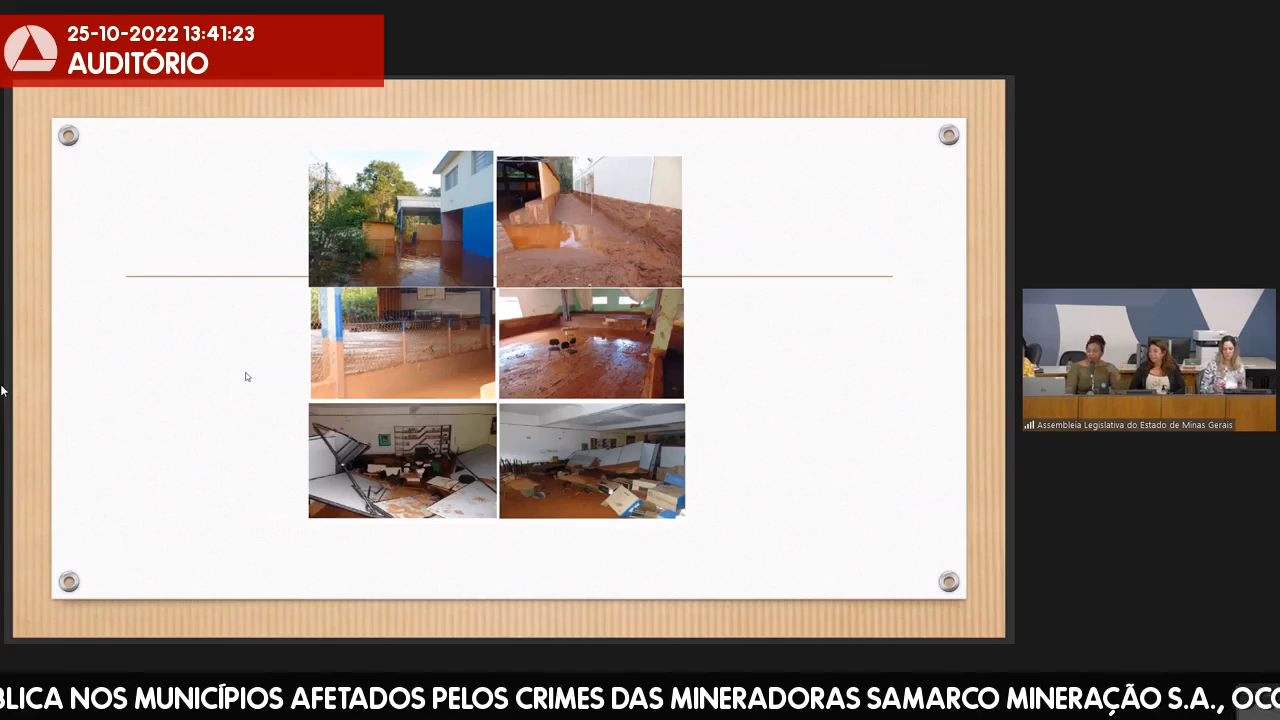 25-10-2022 13:41:23
AUDITÓRIO
Assembleia Legislativa do Estado de Minas Gerais
BLICA NOS MUNICÍPIOS AFETADOS PELOS CRIMES DAS MINERADORAS SAMARCO MINERAÇÃO S.A., OCO